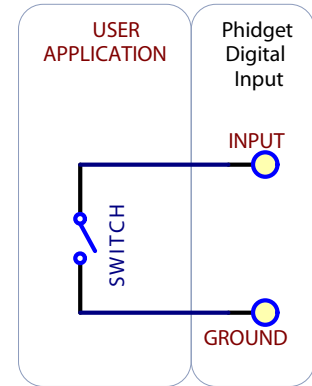 USER
APPLICATION
Phidget
Digital
Input
INPUT
SWITCH
GROUND